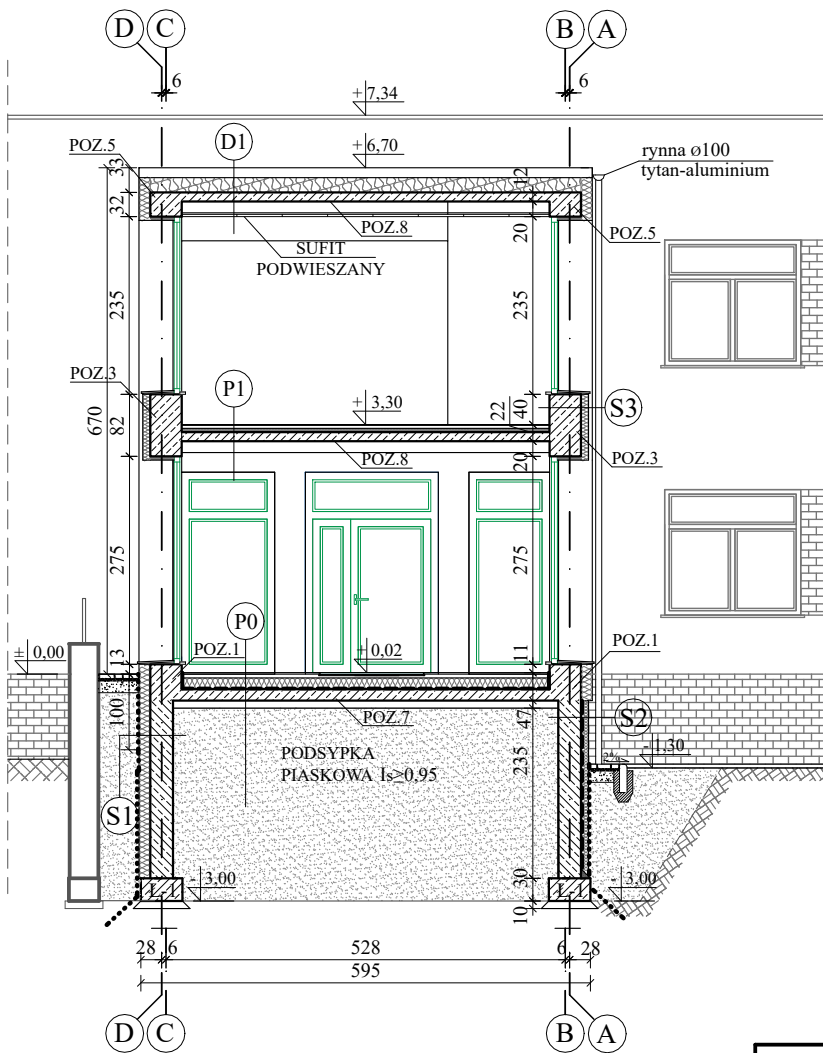 D C B A
6 6
+ 7,34
D1
+ 6,70
rynna ø100
tytan-aluminium
POZ.5
33
12
32
POZ.8
POZ.5
20
SUFIT
PODWIESZANY
235
235
POZ.3
P1
+ 3,30
22
40
S3
670
82
POZ.8
20
POZ.3
275
275
P0
± 0,00
POZ.1
+ 0,02
POZ.1
13
11
100
POZ.7
47
S2
PODSYPKA
PIASKOWA Is≥0,95
235
2%
- 1,30
S1
- 3,00
30
- 3,00
10
28 6 528 6 28
595
D C B A